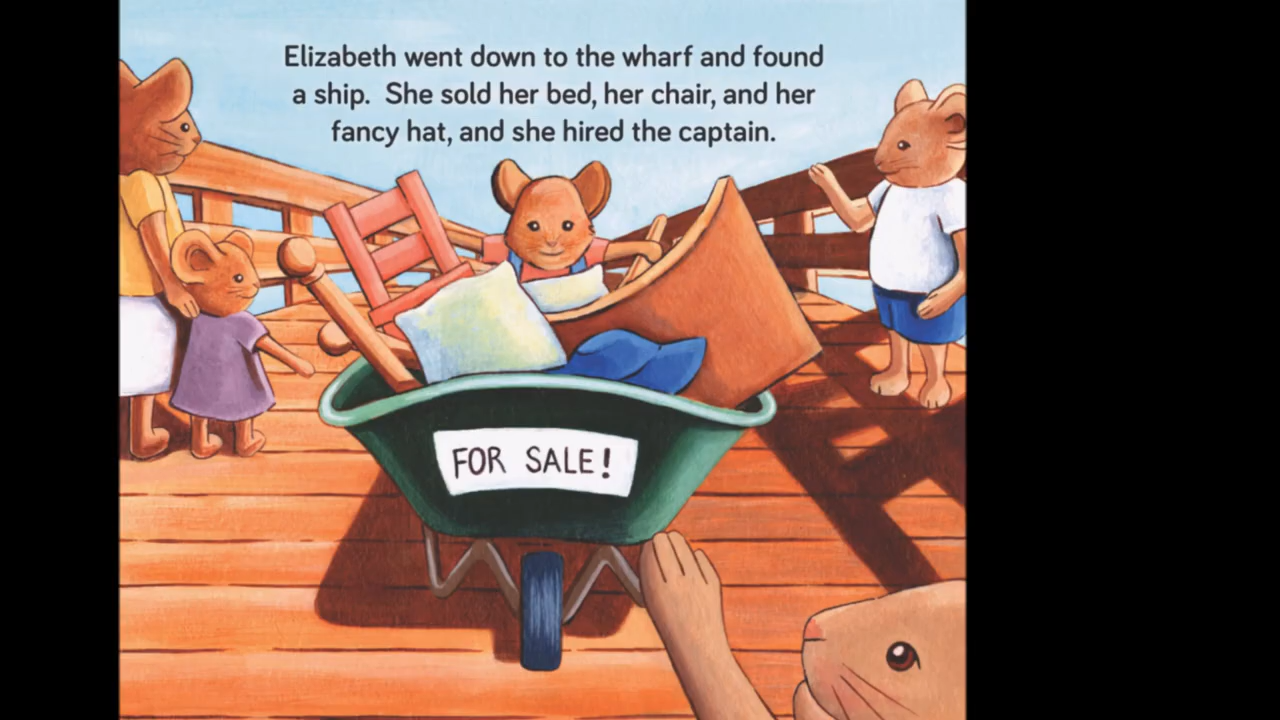 Elizabeth went down to the wharf and found
a ship. She sold her bed, her chair, and her
fancy hat, and she hired the captain.
FOR SALE!